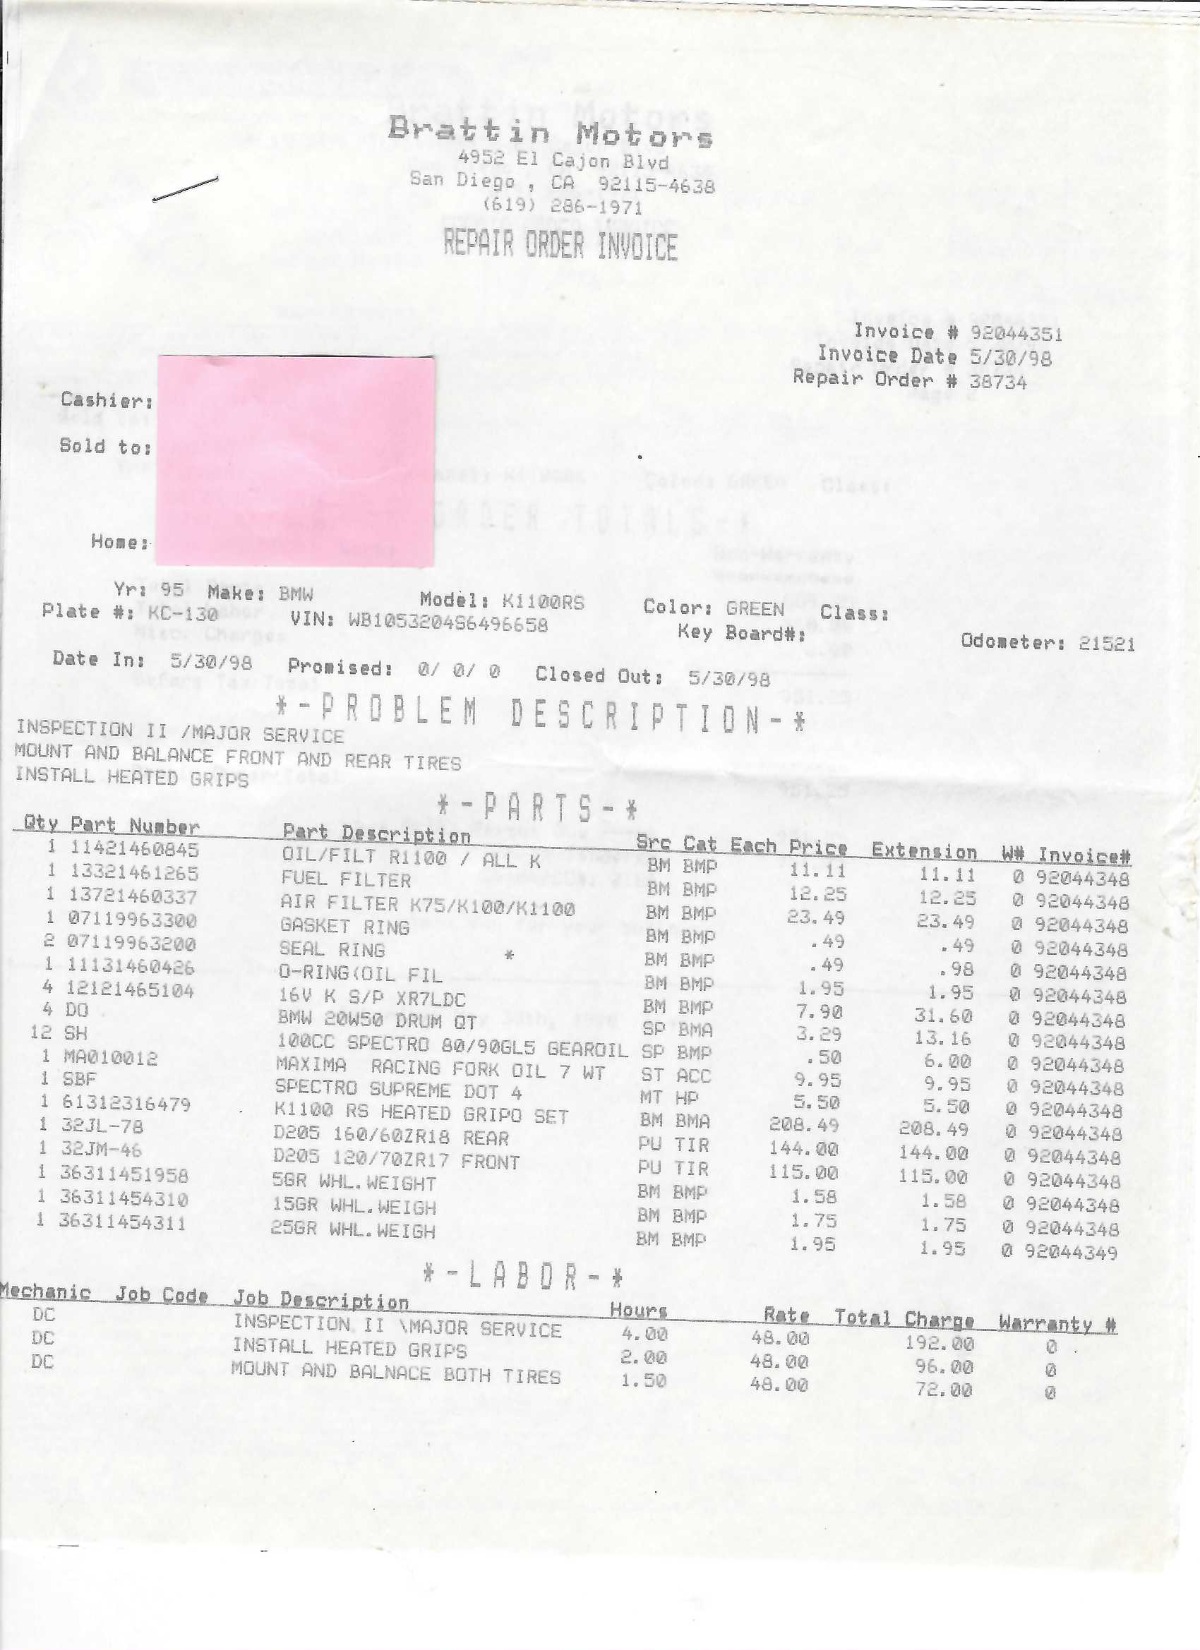 Brattin Motors
4952 El Cajon Blvd
San Diego , CA 92115-4638
(619) 286-1971
REPAIR ORDER INVOICE
Invoice # 92044351
Invoice Date 5/30/98
Repair Order # 38734
Cashier:
Sold to:
Home:
Yr: 95 Make: BMW Model: K1100RS Color: GREEN Class:
Plate #: KC-130 VIN: WB1053204S6496658 Key Board#: Odometer: 21521
Date In: 5/30/98 Promised: 0/ 0/ 0 Closed Out: 5/30/98
*-PROBLEM DESCRIPTION-*
INSPECTION II /MAJOR SERVICE
MOUNT AND BALANCE FRONT AND REAR TIRES
INSTALL HEATED GRIPS
*-PARTS-*
Qty Part Number Part Description Src Cat Each Price Extension W# Invoice#
1 11421460845 OIL/FILT R1100 / ALL K BM BMP 11.11 11.11 0 92044348
1 13321461265 FUEL FILTER BM BMP 12.25 12.25 0 92044348
1 13721460337 AIR FILTER K75/K100/K1100 BM BMP 23.49 23.49 0 92044348
1 07119963300 GASKET RING BM BMP .49 .49 0 92044348
2 07119963200 SEAL RING * BM BMP .49 .98 0 92044348
1 11131460426 O-RING(OIL FIL BM BMP 1.95 1.95 0 92044348
4 12121465104 16V K S/P XR7LDC BM BMP 7.90 31.60 0 92044348
4 DO BMW 20W50 DRUM QT SP BMA 3.29 13.16 0 92044348
12 SH 100CC SPECTRO 80/90GL5 GEAROIL SP BMP .50 6.00 0 92044348
1 MA010012 MAXIMA RACING FORK OIL 7 WT ST ACC 9.95 9.95 0 92044348
1 SBF SPECTRO SUPREME DOT 4 MT HP 5.50 5.50 0 92044348
1 61312316479 K1100 RS HEATED GRIPO SET BM BMA 208.49 208.49 0 92044348
1 32JL-78 D205 160/60ZR18 REAR PU TIR 144.00 144.00 0 92044348
1 32JM-46 D205 120/70ZR17 FRONT PU TIR 115.00 115.00 0 92044348
1 36311451958 5GR WHL.WEIGHT BM BMP 1.58 1.58 0 92044348
1 36311454310 15GR WHL.WEIGH BM BMP 1.75 1.75 0 92044348
1 36311454311 25GR WHL.WEIGH BM BMP 1.95 1.95 0 92044349
*-LABOR-*
Mechanic Job Code Job Description Hours Rate Total Charge Warranty #
DC INSPECTION II \MAJOR SERVICE 4.00 48.00 192.00 0
DC INSTALL HEATED GRIPS 2.00 48.00 96.00 0
DC MOUNT AND BALNACE BOTH TIRES 1.50 48.00 72.00 0